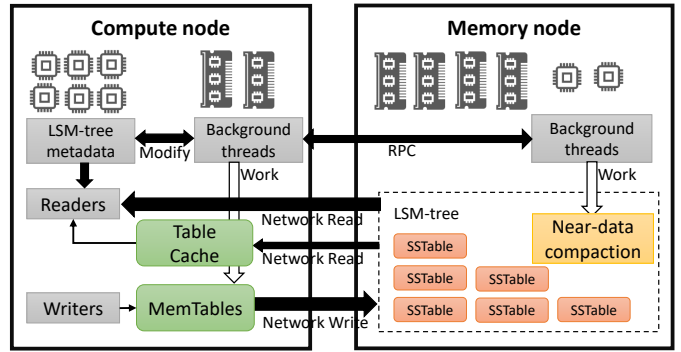 Compute node
Memory node
LSM-tree
metadata
Modify
Background
threads
RPC
Background
threads
Work
Work
Readers
Network Read
LSM-tree
Table
Cache
Near-data
compaction
Network Read
SSTable
SSTable
SSTable
Writers
MemTables
SSTable
SSTable
SSTable
Network Write